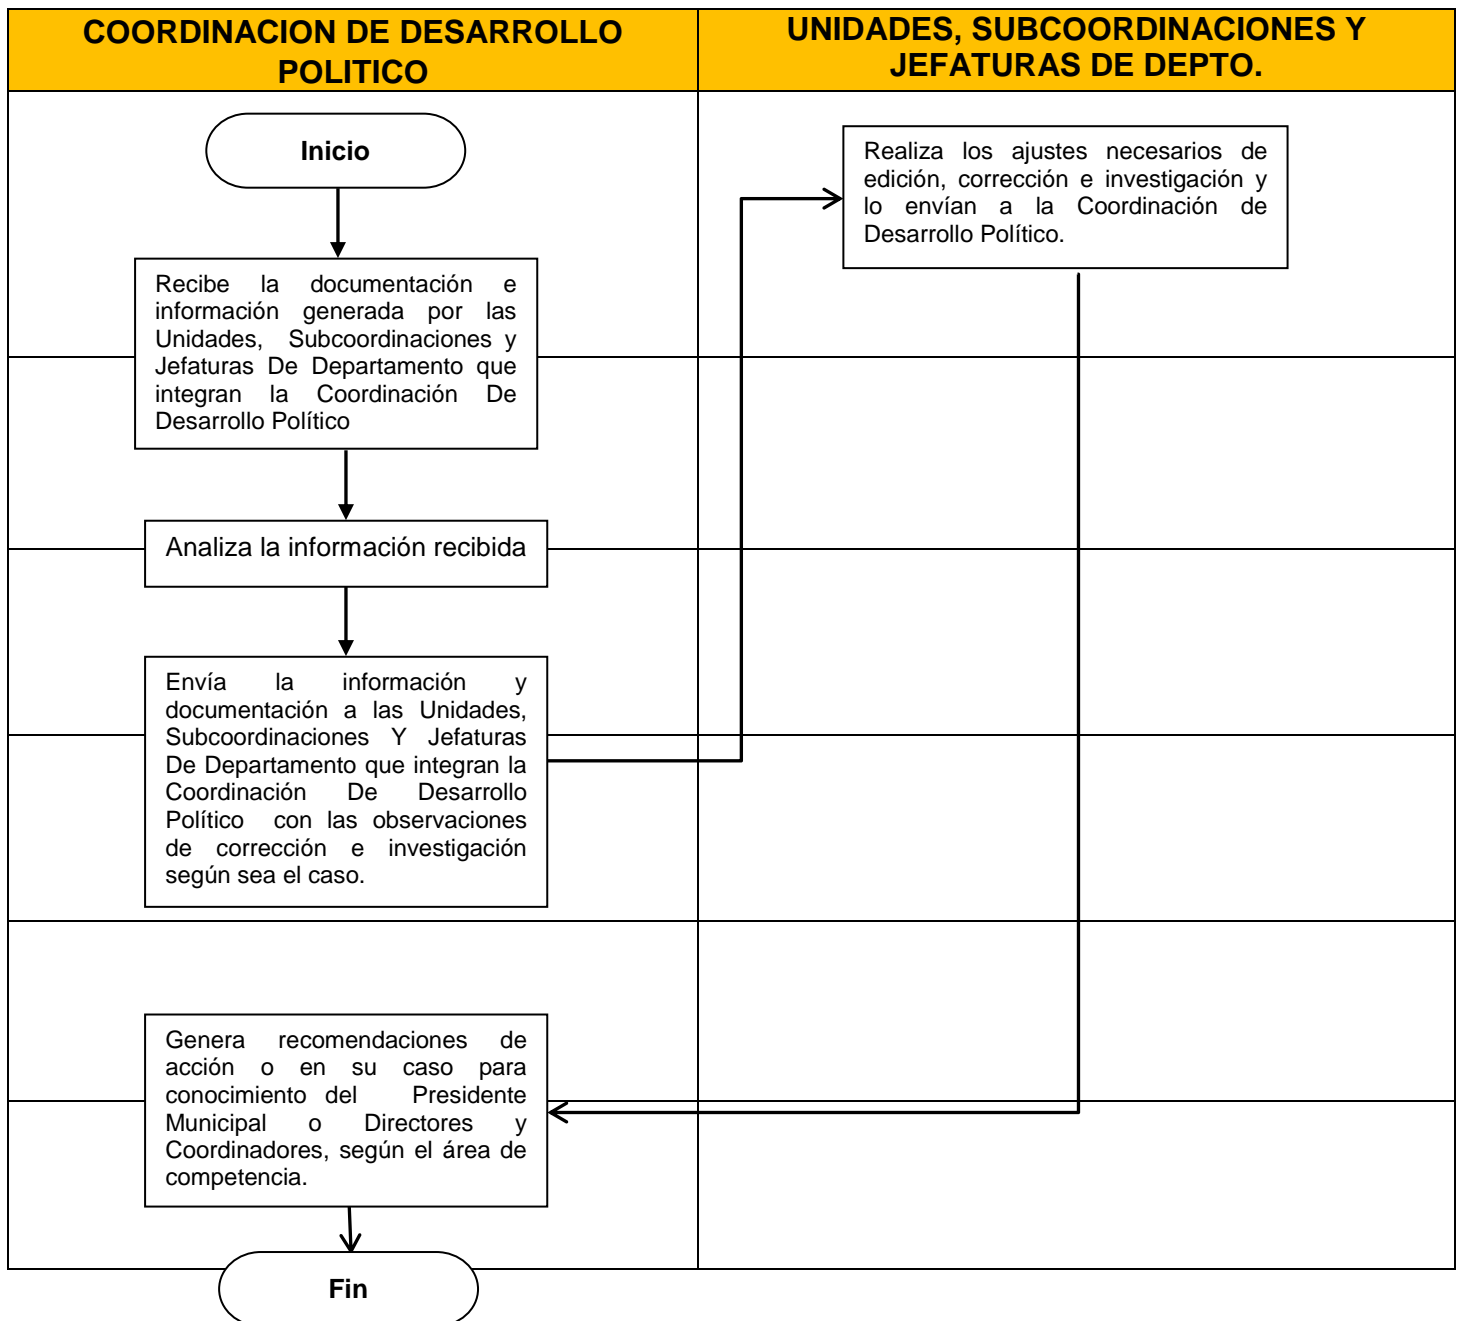 COORDINACION DE DESARROLLO
POLITICO
UNIDADES, SUBCOORDINACIONES Y
JEFATURAS DE DEPTO.
Inicio
Recibe la documentación e
información generada por las
Unidades, Subcoordinaciones y
Jefaturas De Departamento que
integran la Coordinación De
Desarrollo Político
Analiza la información recibida
Envía la información y
documentación a las Unidades,
Subcoordinaciones Y Jefaturas
De Departamento que integran la
Coordinación De Desarrollo
Político con las observaciones
de corrección e investigación
según sea el caso.
Realiza los ajustes necesarios de
edición, corrección e investigación y
lo envían a la Coordinación de
Desarrollo Político.
Genera recomendaciones de
acción o en su caso para
conocimiento del Presidente
Municipal o Directores y
Coordinadores, según el área de
competencia.
Fin